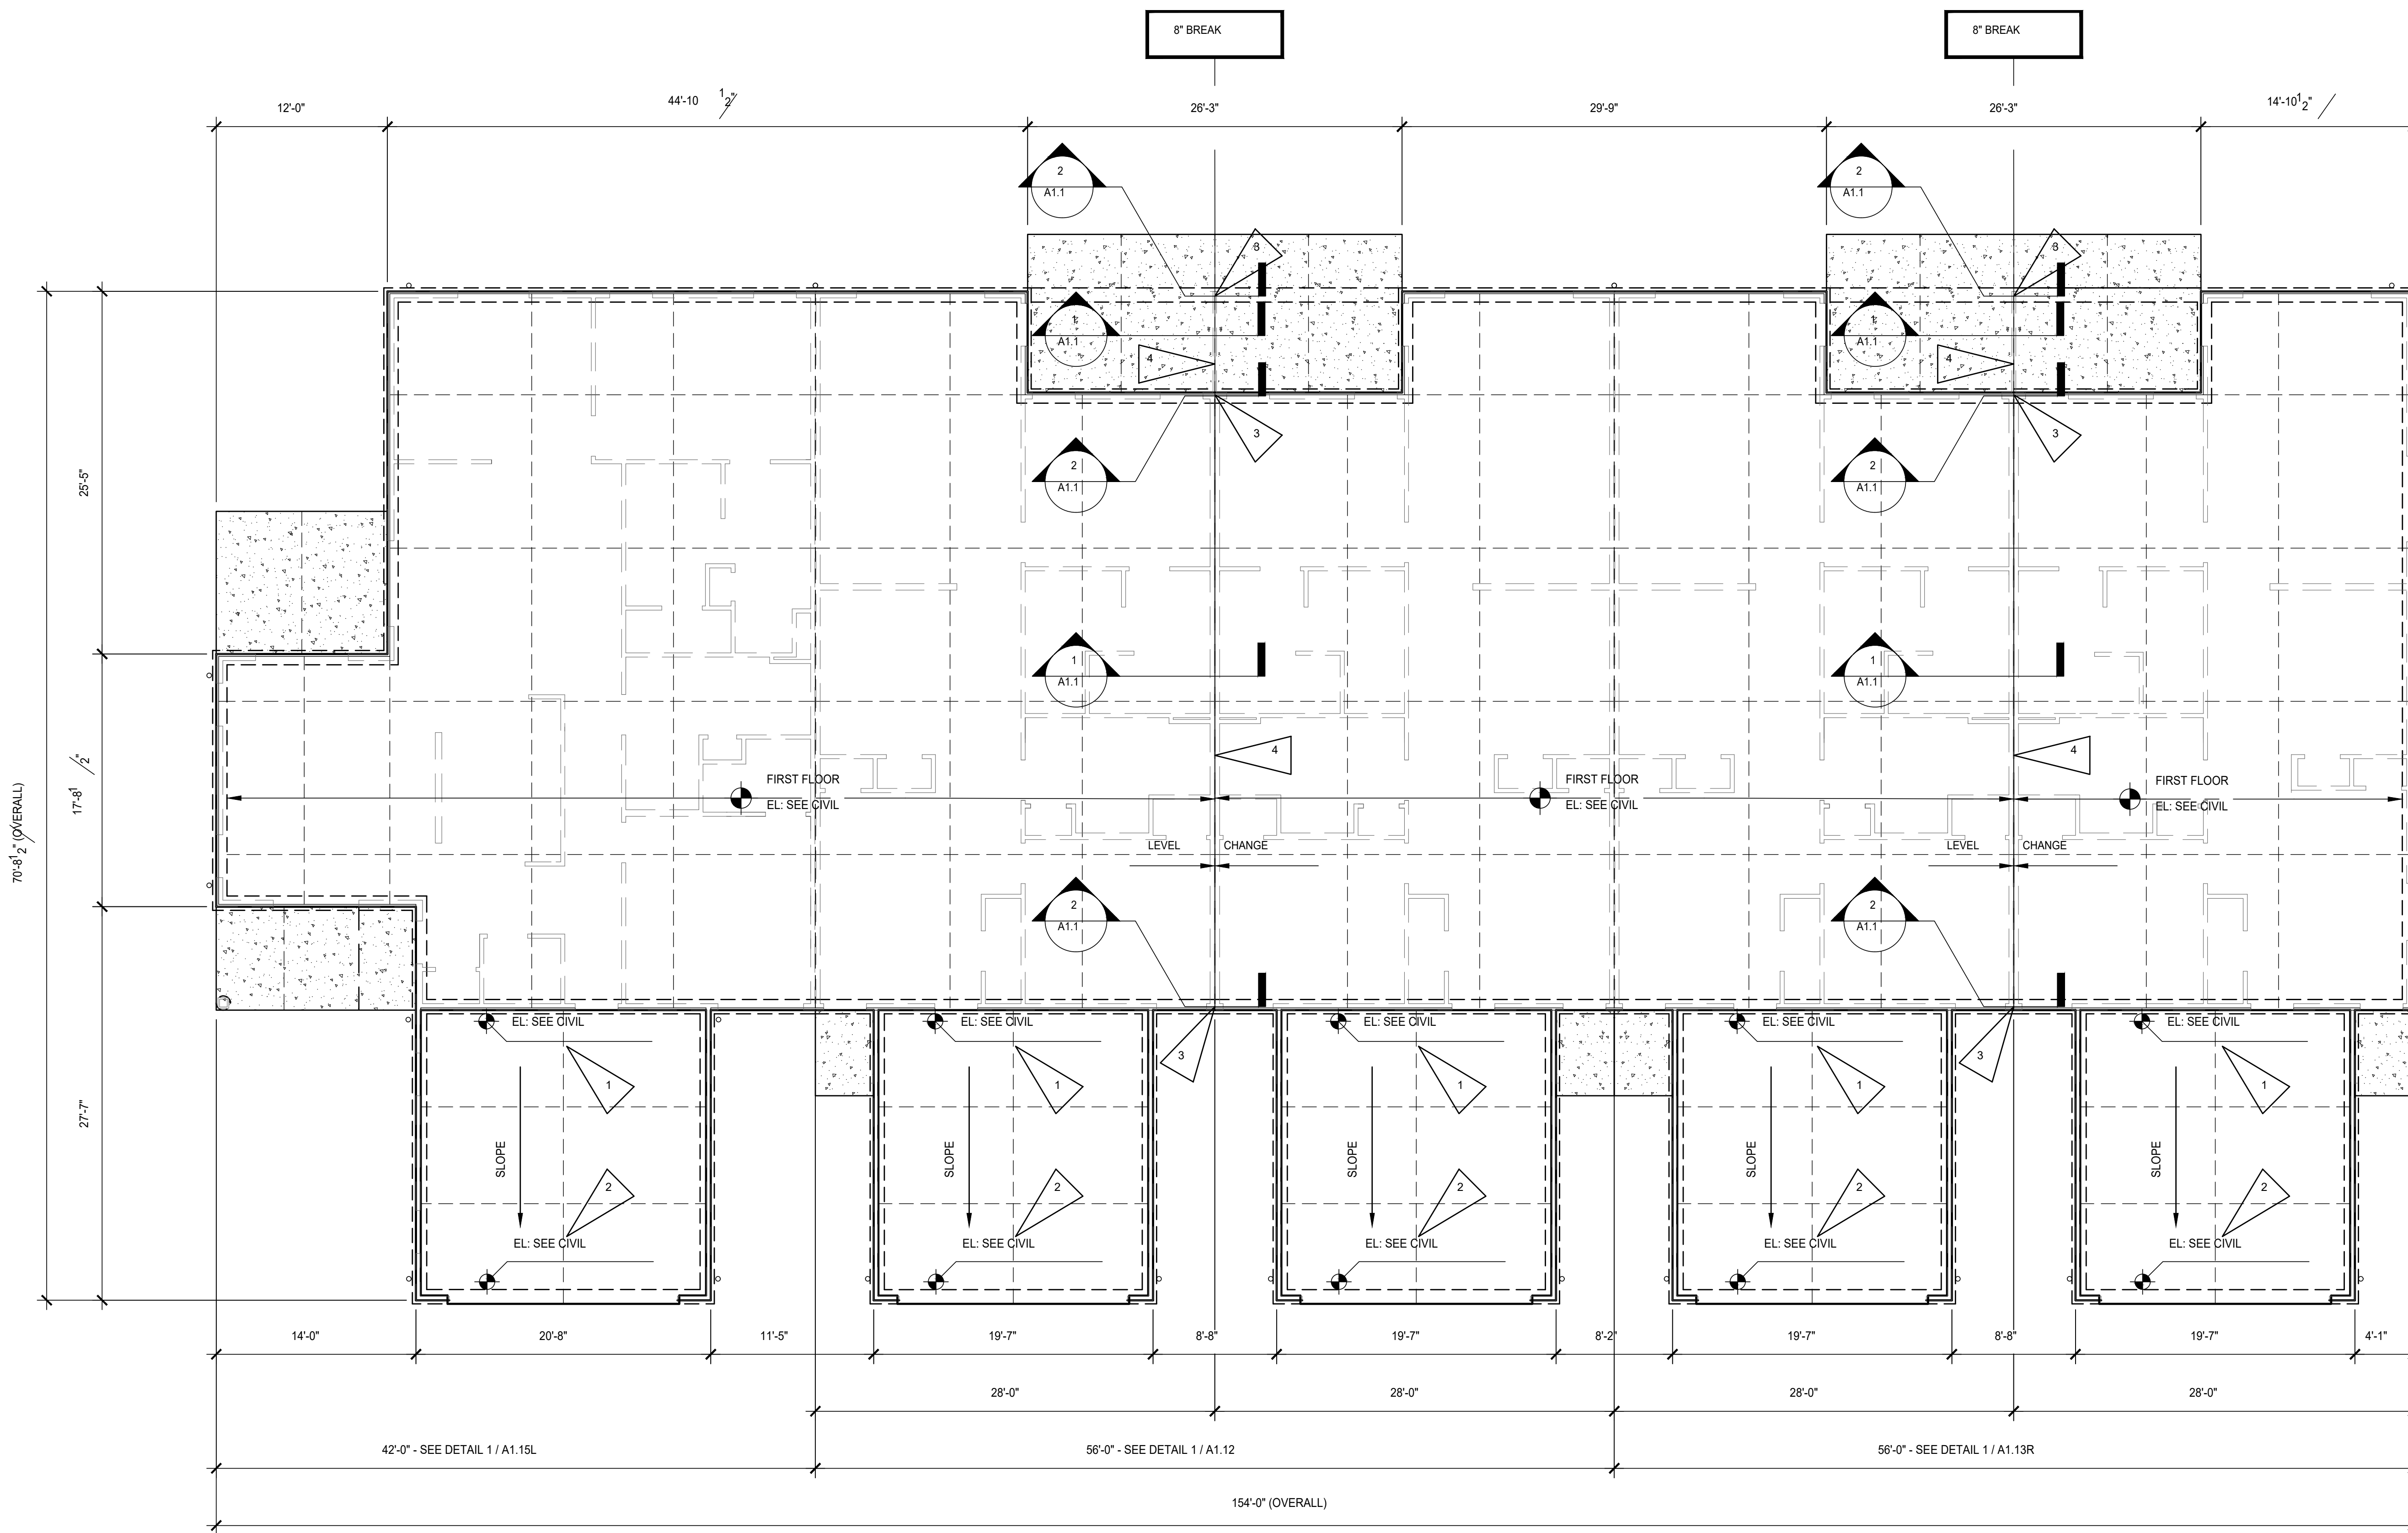 8" BREAK
8" BREAK
12'-0"
44'-10 1/2"
26'-3"
29'-9"
26'-3"
14'-10 1/2"
2
A1.1
2
A1.1
3
3
1
A1.1
1
A1.1
4
4
3
3
2
A1.1
2
A1.1
25'-5"
1
A1.1
1
A1.1
4
4
17'-8 1/2"
70'-8 1/2" (OVERALL)
FIRST FLOOR
EL: SEE CIVIL
FIRST FLOOR
EL: SEE CIVIL
FIRST FLOOR
EL: SEE CIVIL
LEVEL CHANGE
LEVEL CHANGE
2
A1.1
2
A1.1
EL: SEE CIVIL
EL: SEE CIVIL
EL: SEE CIVIL
EL: SEE CIVIL
EL: SEE CIVIL
3
3
1
1
1
1
1
27'-7"
SLOPE
SLOPE
SLOPE
SLOPE
SLOPE
2
2
2
2
2
EL: SEE CIVIL
EL: SEE CIVIL
EL: SEE CIVIL
EL: SEE CIVIL
EL: SEE CIVIL
14'-0"
20'-8"
11'-5"
19'-7"
8'-8"
19'-7"
8'-2"
19'-7"
8'-8"
19'-7"
4'-1"
28'-0"
28'-0"
28'-0"
28'-0"
42'-0" - SEE DETAIL 1 / A1.15L
56'-0" - SEE DETAIL 1 / A1.12
56'-0" - SEE DETAIL 1 / A1.13R
154'-0" (OVERALL)